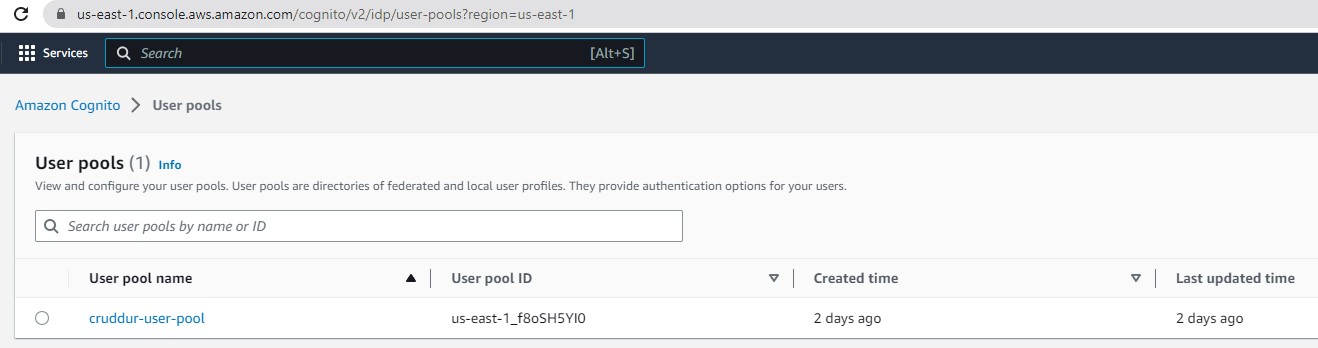 us-east-1.console.aws.amazon.com/cognito/v2/idp/user-pools?region=us-east-1
Services Search [Alt+S]
Amazon Cognito > User pools
User pools (1) Info
View and configure your user pools. User pools are directories of federated and local user profiles. They provide authentication options for your users.
Search user pools by name or ID
User pool name User pool ID Created time Last updated time
cruddur-user-pool us-east-1_f8oSH5YI0 2 days ago 2 days ago